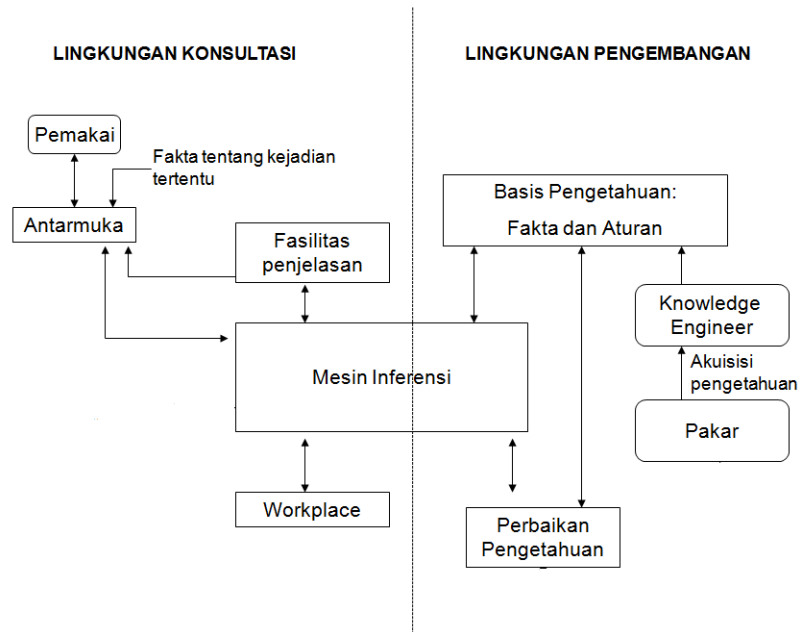 LINGKUNGAN KONSULTASI
LINGKUNGAN PENGEMBANGAN
Pemakai
Fakta tentang kejadian
tertentu
Antarmuka
Fasilitas
penjelasan
Basis Pengetahuan:
Fakta dan Aturan
Knowledge
Engineer
Akuisisi
pengetahuan
Pakar
Mesin Inferensi
Workplace
Perbaikan
Pengetahuan